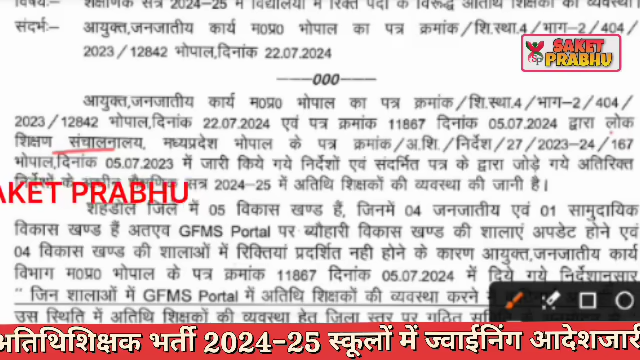 विषय:- शैक्षणिक सत्र 2024-25 में विद्यालयों में रिक्त पदों के विरूद्ध अतिथि शिक्षकों की व्यवस्था
संदर्भः- आयुक्त,जनजातीय कार्य म0प्र0 भोपाल का पत्र क्रमांक/शि.स्था.4/भाग-2/404/
2023/12842 भोपाल,दिनांक 22.07.2024
SAKET PRABHU
SP
---000---
आयुक्त,जनजातीय कार्य म0प्र0 भोपाल का पत्र क्रमांक/शि.स्था.4/भाग-2/404/
2023/12842 भोपाल,दिनांक 22.07.2024 एवं पत्र क्रमांक 11867 दिनांक 05.07.2024 द्वारा लोक
शिक्षण संचालनालय, मध्यप्रदेश भोपाल के पत्र क्रमांक/अ.शि./निर्देश/27/2023-24/167
भोपाल,दिनांक 05.07.2023 में जारी किये गये निर्देशों एवं संदर्भित पत्र के द्वारा जोड़े गये अतिरिक्त
सत्र 2024-25 में अतिथि शिक्षकों की व्यवस्था की जानी है।
AKET PRABHU
शहडोल जिले में 05 विकास खण्ड हैं, जिनमें 04 जनजातीय एवं 01 सामुदायिक
विकास खण्ड हैं अतएव GFMS Portal पर ब्यौहारी विकास खण्ड की शालाएं अपडेट होने एवं
04 विकास खण्ड की शालाओं में रिक्तियां प्रदर्शित नही होने के कारण आयुक्त,जनजातीय कार्य
विभाग म0प्र0 भोपाल के पत्र क्रमांक 11867 दिनांक 05.07.2024 में दिये गये निर्देशानुसार
" जिन शालाओं में GFMS Portal में अतिथि शिक्षकों की व्यवस्था करने में
उस स्थिति में अतिथि शिक्षकों की व्यवस्था हेतु जिला स्तर पर गठित
अतिथिशिक्षक भर्ती 2024-25 स्कूलों में ज्वाईनिंग आदेशजारी